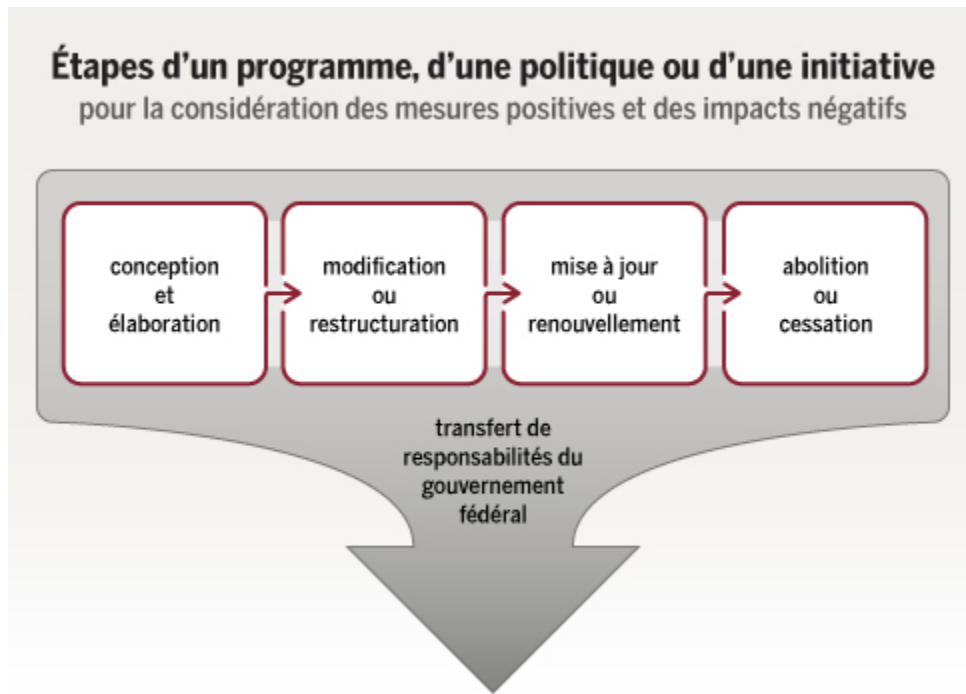 Étapes d’un programme, d’une politique ou d’une initiative
pour la considération des mesures positives et des impacts négatifs
conception
et
élaboration
modification
ou
restructuration
mise à jour
ou
renouvellement
abolition
ou
cessation
transfert de
responsabilités du
gouvernement
fédéral